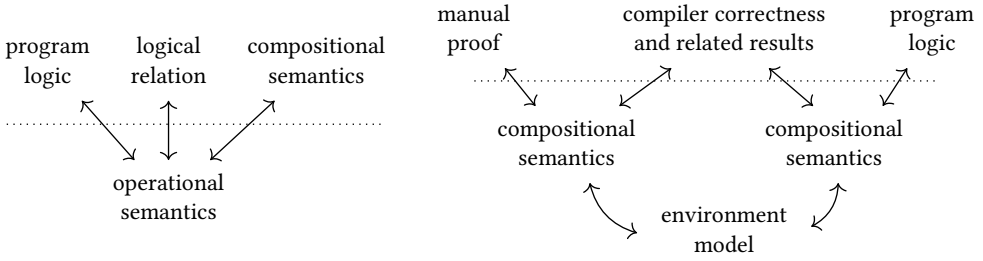 program
logic
logical
relation
compositional
semantics
operational
semantics
manual
proof
compiler correctness
and related results
program
logic
compositional
semantics
compositional
semantics
environment
model